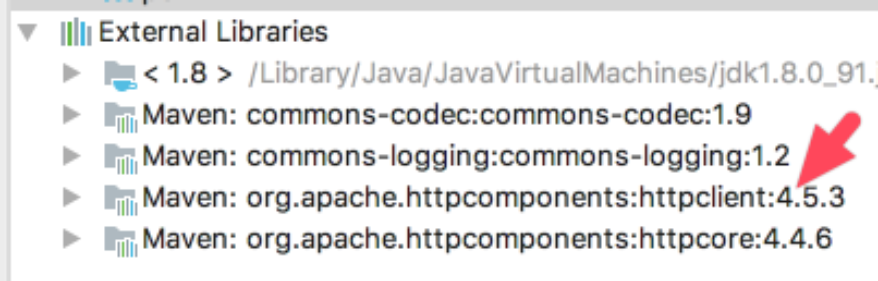 External Libraries
< 1.8 > /Library/Java/JavaVirtualMachines/jdk1.8.0_91.
Maven: commons-codec:commons-codec:1.9
Maven: commons-logging:commons-logging:1.2
Maven: org.apache.httpcomponents:httpclient:4.5.3
Maven: org.apache.httpcomponents:httpcore:4.4.6